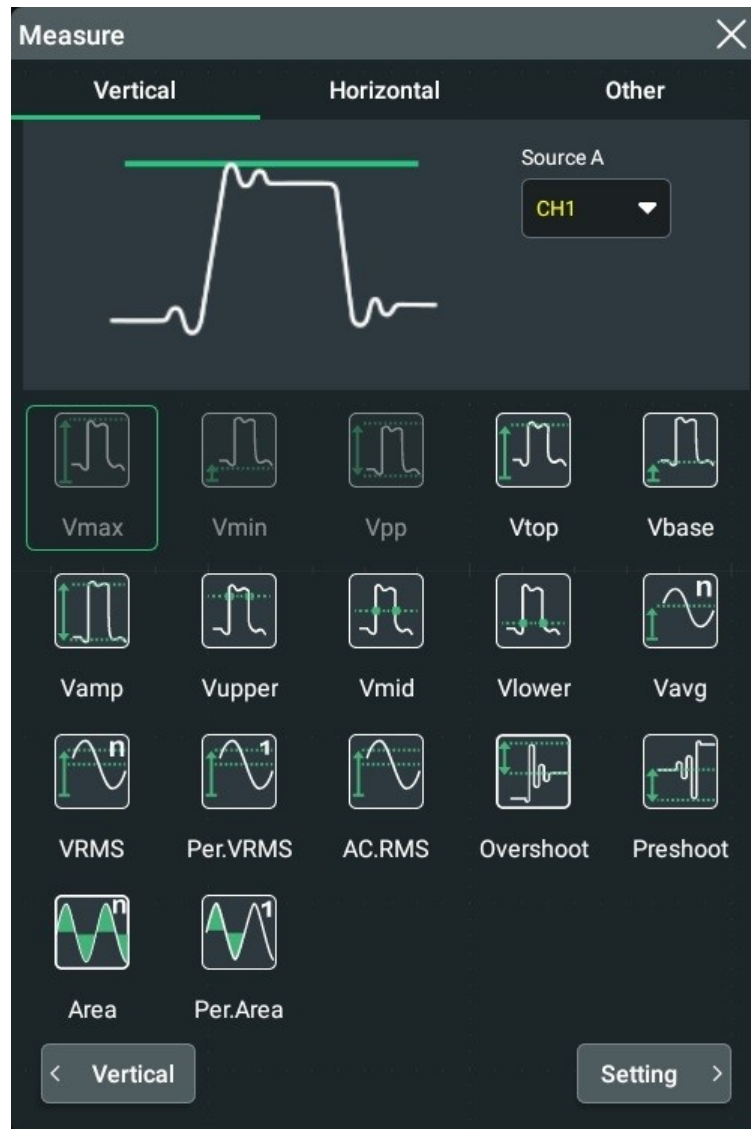 Measure
Vertical Horizontal Other
Source A
CH1
Vmax Vmin Vpp Vtop Vbase
n
Vamp Vupper Vmid Vlower Vavg
n 1
VRMS Per.VRMS AC.RMS Overshoot Preshoot
n 1
Area Per.Area
< Vertical Setting >